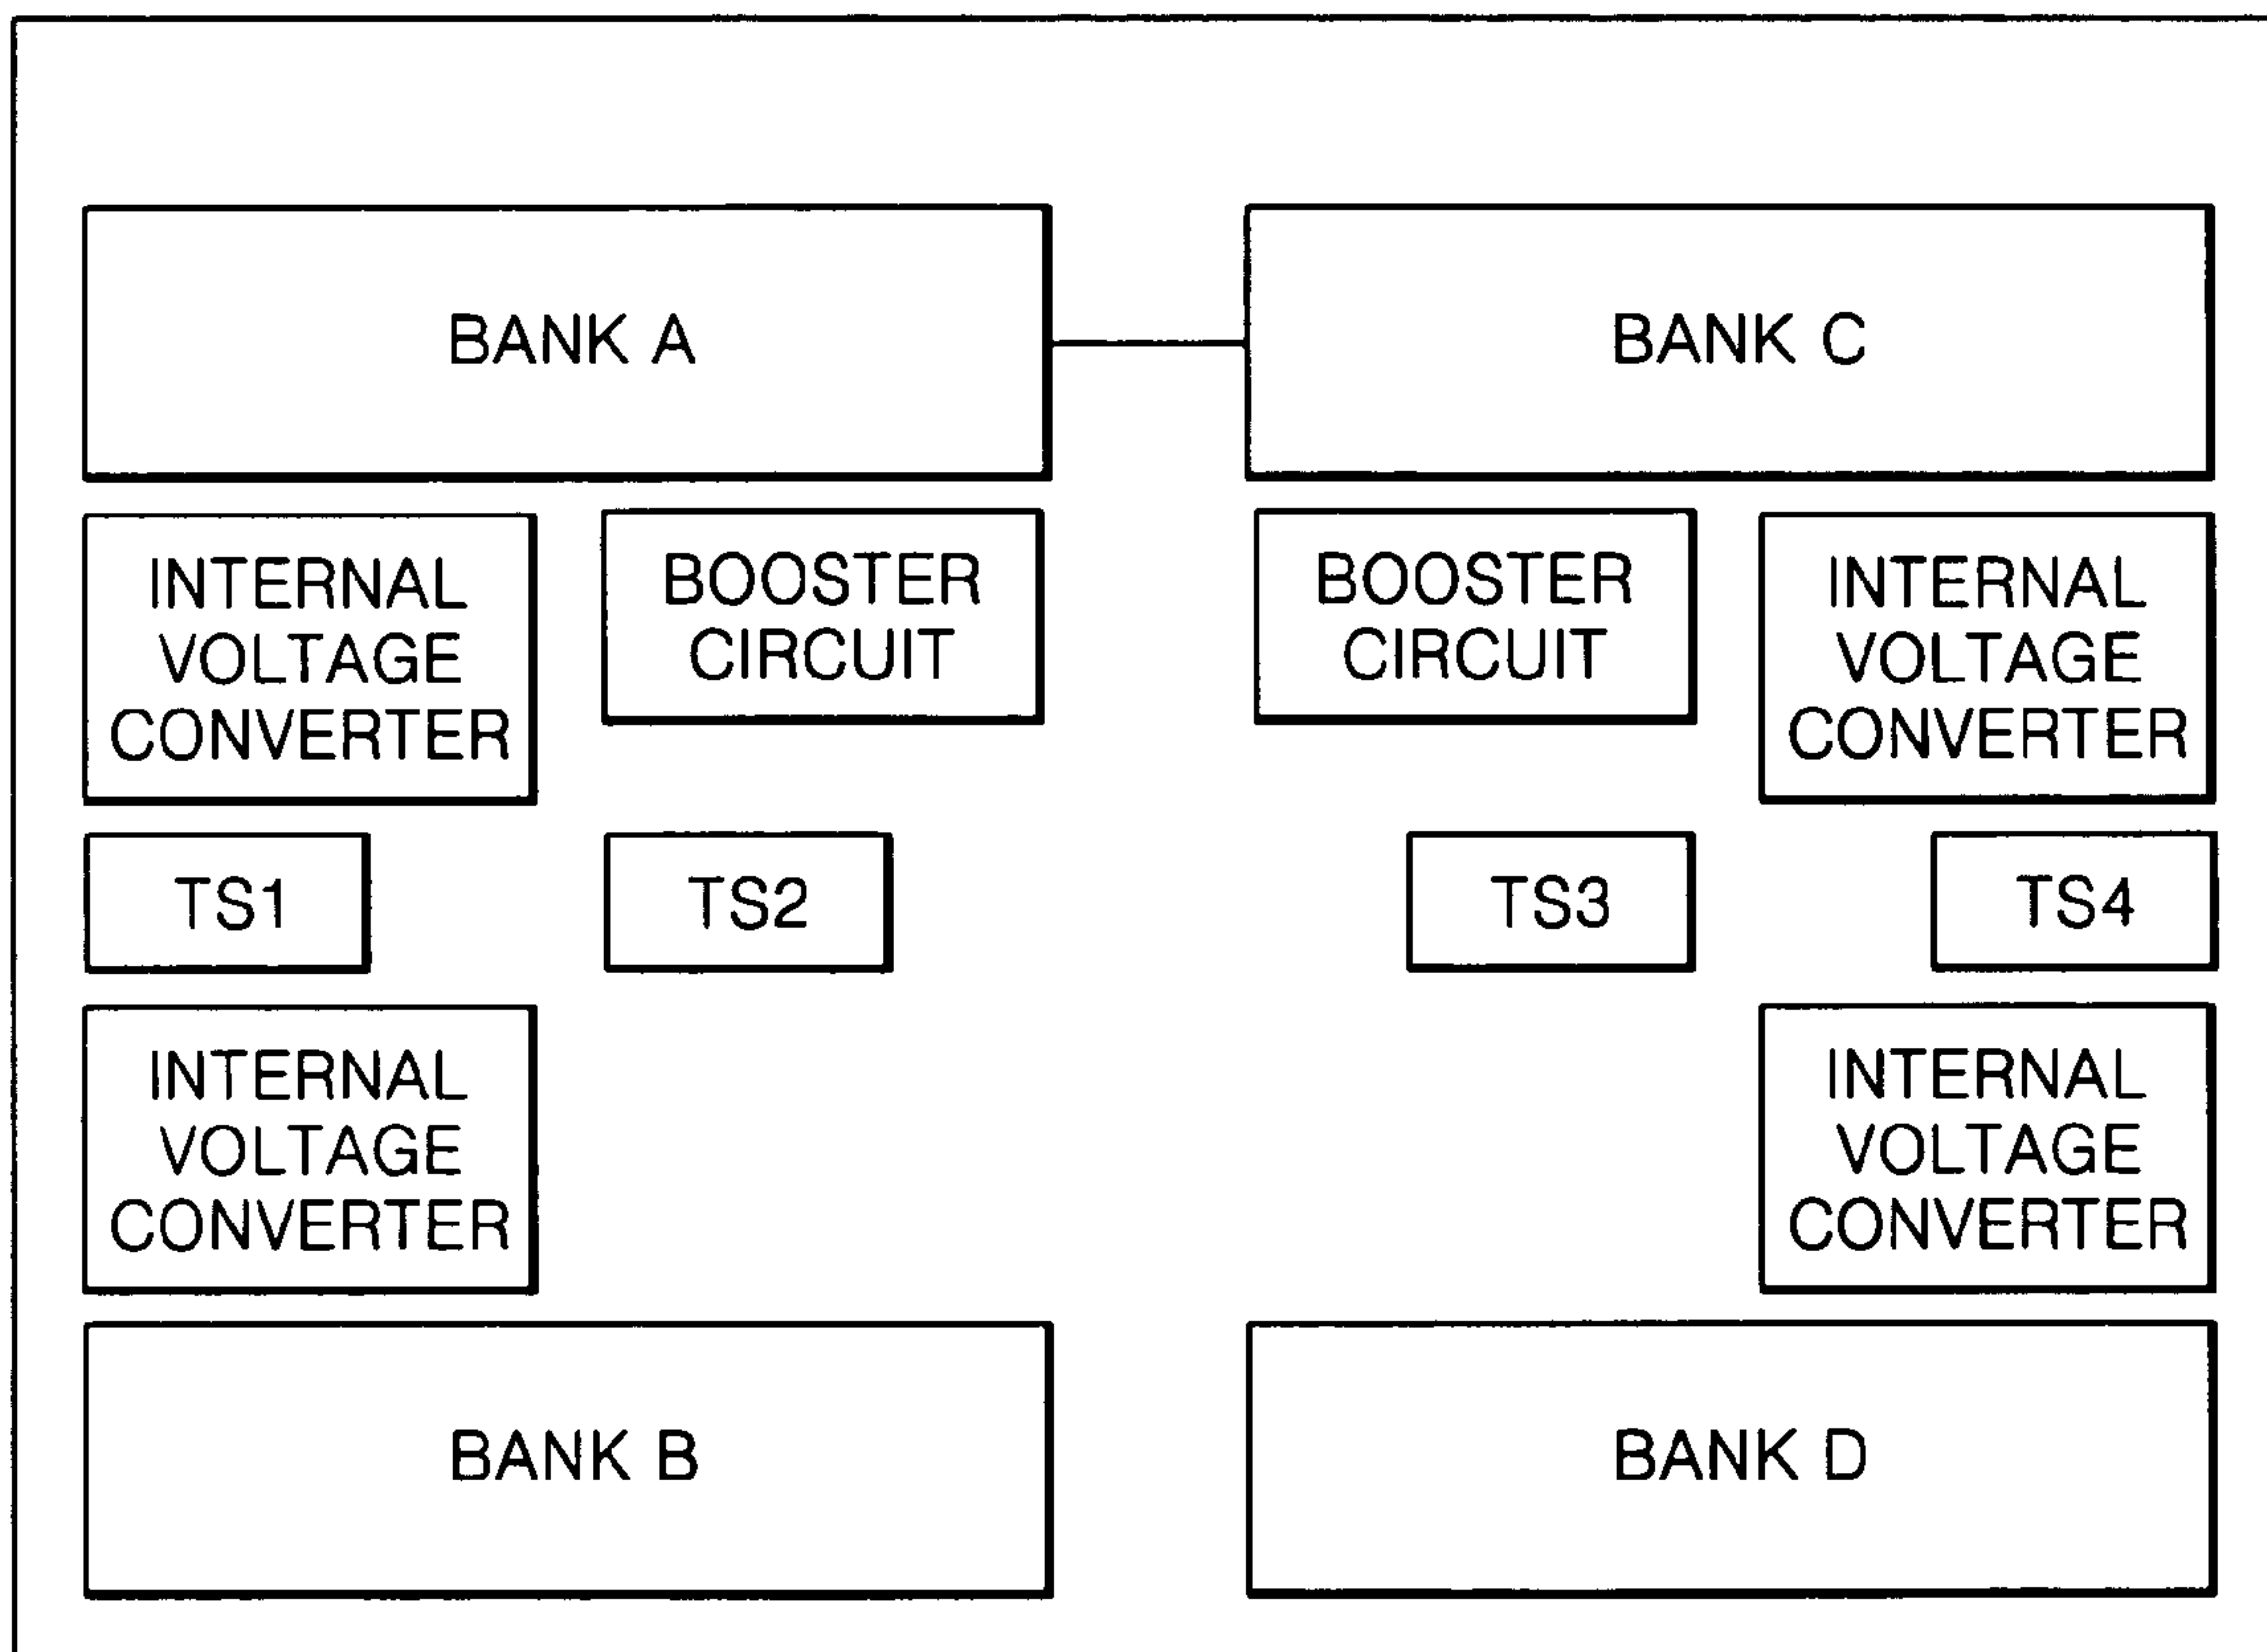 BANK A
BANK C
INTERNAL
VOLTAGE
CONVERTER
BOOSTER
CIRCUIT
BOOSTER
CIRCUIT
INTERNAL
VOLTAGE
CONVERTER
TS1
TS2
TS3
TS4
INTERNAL
VOLTAGE
CONVERTER
INTERNAL
VOLTAGE
CONVERTER
BANK B
BANK D